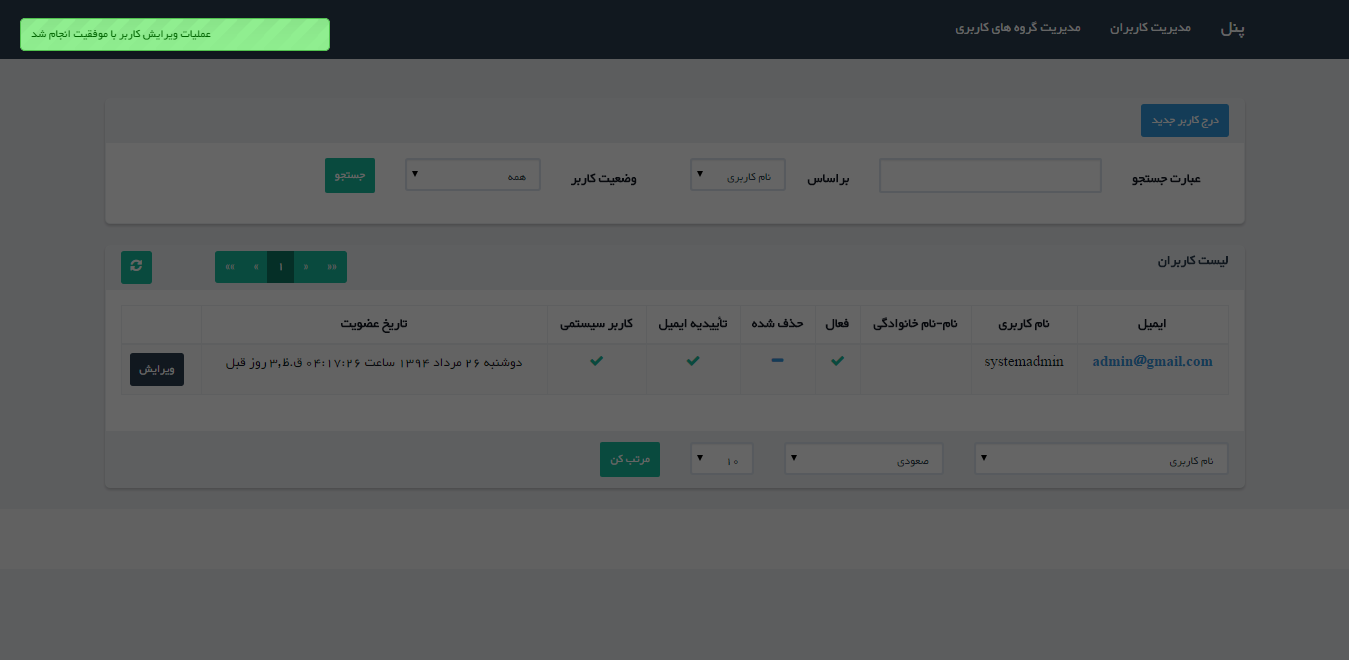 عملیات ویرایش کاربر با موفقیت انجام شد
پنل مدیریت کاربران مدیریت گروه های کاربری
درج کاربر جدید
عبارت جستجو براساس نام کاربری وضعیت کاربر همه جستجو
لیست کاربران «« « ۱ » »»
ایمیل نام کاربری نام-نام خانوادگی فعال حذف شده تأییدیه ایمیل کاربر سیستمی تاریخ عضویت
admin@gmail.com systemadmin دوشنبه ۲۶ مرداد ۱۳۹۴ ساعت ۰۴:۱۷:۲۶ ق.ظ,۳ روز قبل ویرایش
نام کاربری صعودی ۱۰ مرتب کن